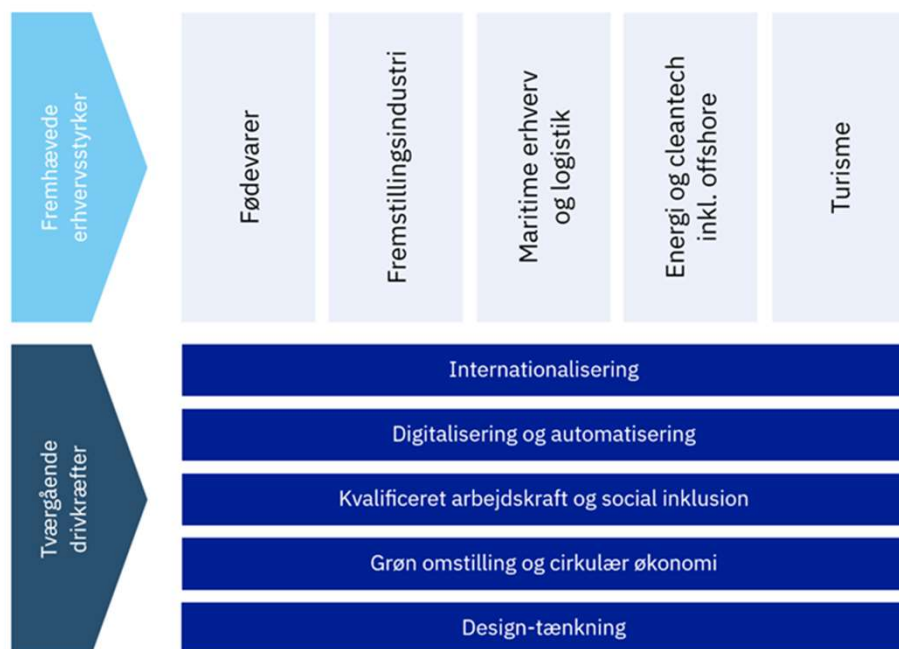 Fremhævede
erhvervsstyrker
Fødevarer
Fremstillingsindustri
Maritime erhverv
og logistik
Energi og cleantech
inkl. offshore
Turisme
Tværgående
drivkræfter
Internationalisering
Digitalisering og automatisering
Kvalificeret arbejdskraft og social inklusion
Grøn omstilling og cirkulær økonomi
Design-tænkning